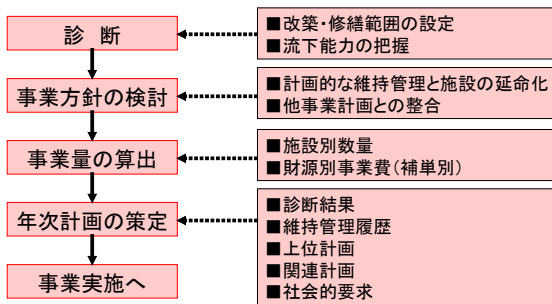 診 断
■改築・修繕範囲の設定
■流下能力の把握
事業方針の検討
■計画的な維持管理と施設の延命化
■他事業計画との整合
事業量の算出
■施設別数量
■財源別事業費(補単別)
年次計画の策定
■診断結果
■維持管理履歴
■上位計画
■関連計画
■社会的要求
事業実施へ